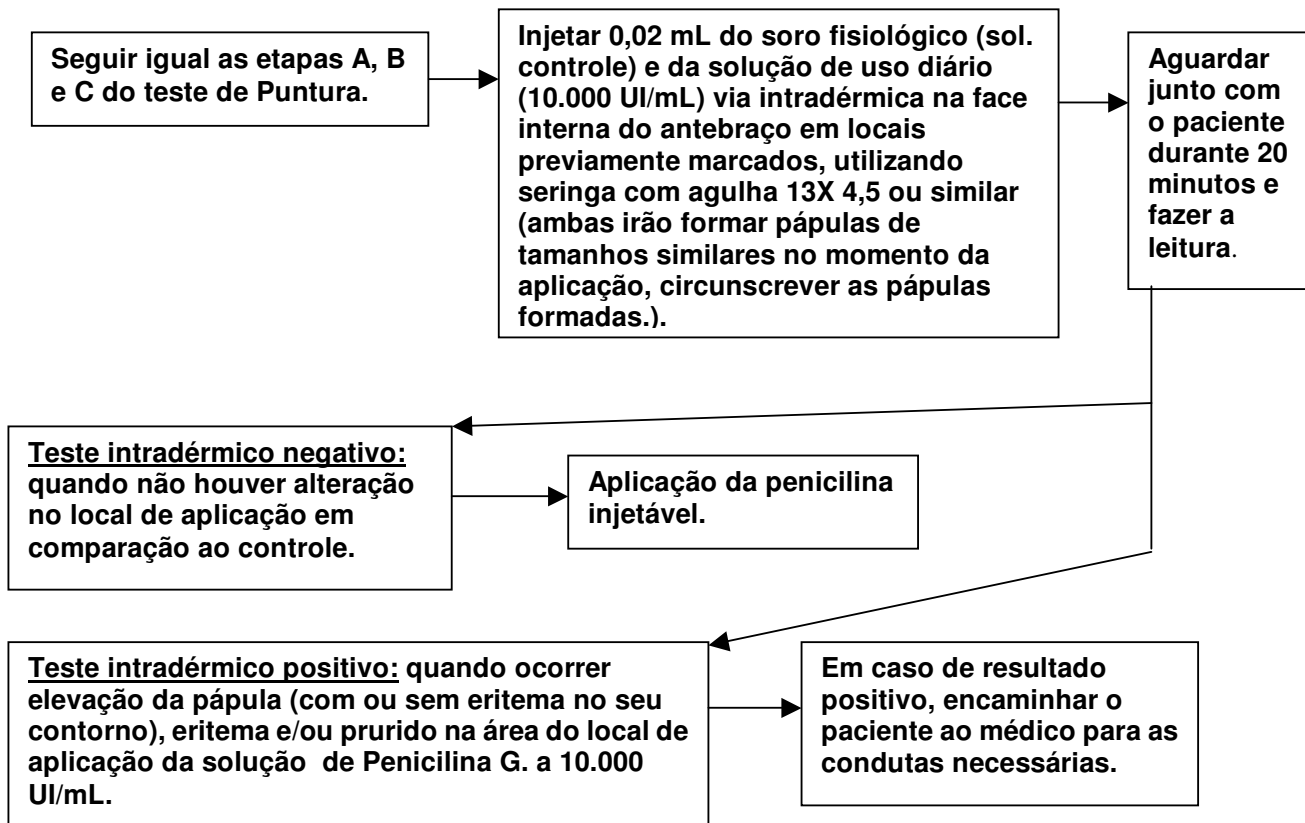 Seguir igual as etapas A, B
e C do teste de Puntura.
Injetar 0,02 mL do soro fisiológico (sol.
controle) e da solução de uso diário
(10.000 UI/mL) via intradérmica na face
interna do antebraço em locais
previamente marcados, utilizando
seringa com agulha 13X 4,5 ou similar
(ambas irão formar pápulas de
tamanhos similares no momento da
aplicação, circunscrever as pápulas
formadas.).
Aguardar
junto com
o paciente
durante 20
minutos e
fazer a
leitura.
Teste intradérmico negativo:
quando não houver alteração
no local de aplicação em
comparação ao controle.
Aplicação da penicilina
injetável.
Teste intradérmico positivo: quando ocorrer
elevação da pápula (com ou sem eritema no seu
contorno), eritema e/ou prurido na área do local de
aplicação da solução de Penicilina G. a 10.000
UI/mL.
Em caso de resultado
positivo, encaminhar o
paciente ao médico para as
condutas necessárias.